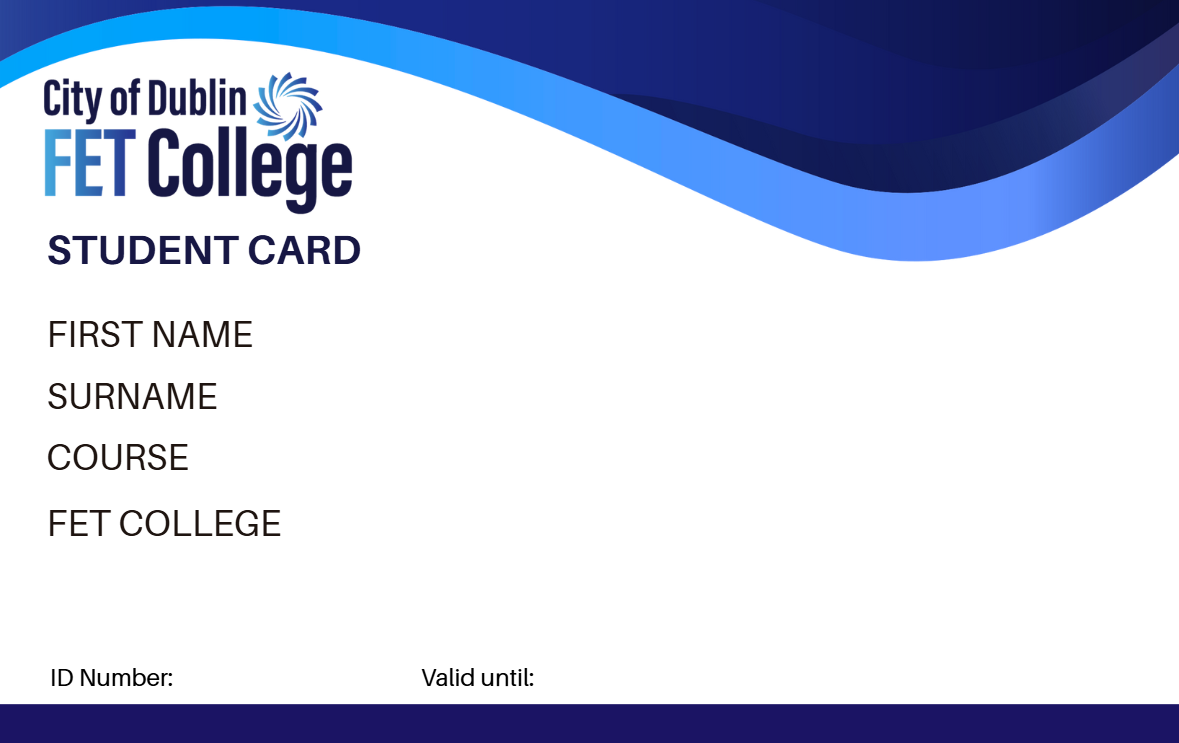 City of Dublin
FET College
STUDENT CARD
FIRST NAME
SURNAME
COURSE
FET COLLEGE
ID Number: Valid until: